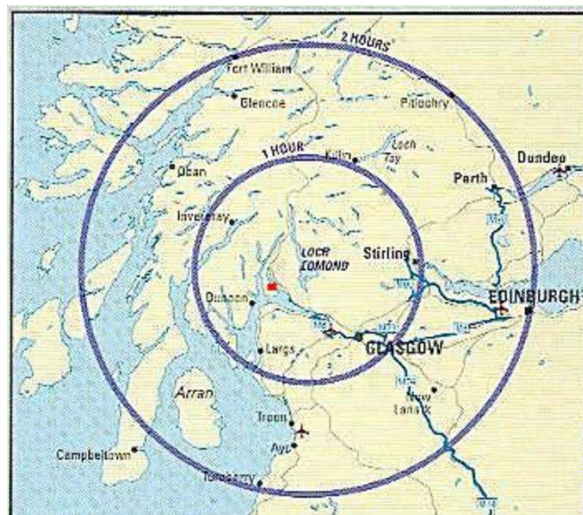 2 HOURS
Fort William
Glencoe
Pitlochry
1 HOUR
Killin
Loch
Tay
Dundee
Oban
Perth
Inveraray
LOCH
LOMOND
Stirling
Dunoon
EDINBURGH
GLASGOW
Largs
Arran
New
Lanark
Troon
Ayr
Campbeltown
Turnberry